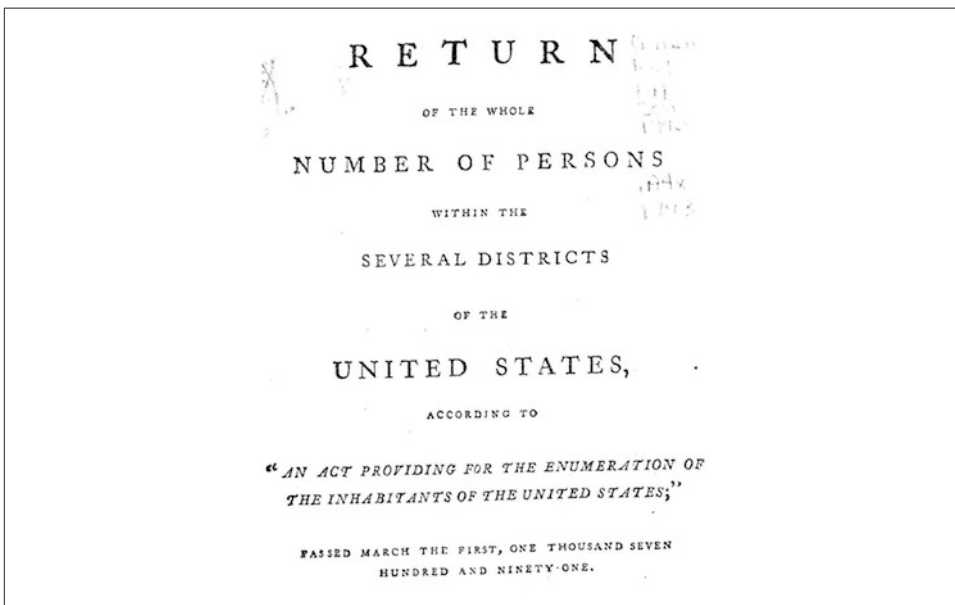 RETURN
OF THE WHOLE
NUMBER OF PERSONS
WITHIN THE
SEVERAL DISTRICTS
OF THE
UNITED STATES,
ACCORDING TO
“AN ACT PROVIDING FOR THE ENUMERATION OF
THE INHABITANTS OF THE UNITED STATES;”
PASSED MARCH THE FIRST, ONE THOUSAND SEVEN
HUNDRED AND NINETY-ONE.